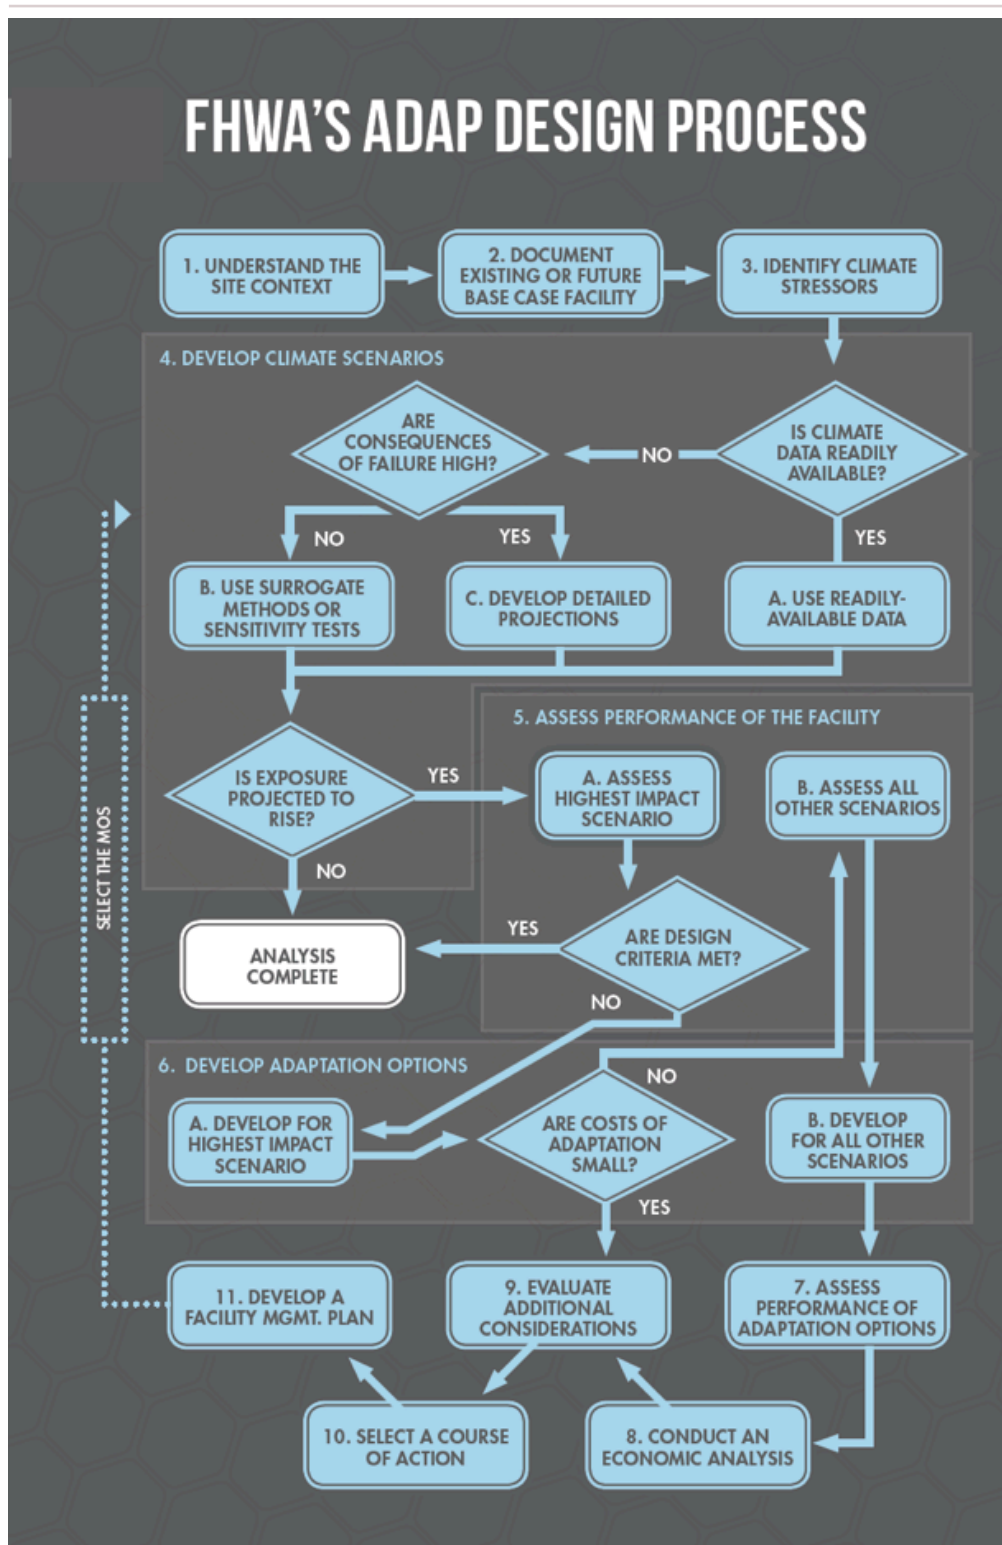 FHWA'S ADAP DESIGN PROCESS
1. UNDERSTAND THE
SITE CONTEXT
2. DOCUMENT
EXISTING OR FUTURE
BASE CASE FACILITY
3. IDENTIFY CLIMATE
STRESSORS
4. DEVELOP CLIMATE SCENARIOS
ARE
CONSEQUENCES
OF FAILURE HIGH?
NO
IS CLIMATE
DATA READILY
AVAILABLE?
NO
YES
YES
B. USE SURROGATE
METHODS OR
SENSITIVITY TESTS
C. DEVELOP DETAILED
PROJECTIONS
A. USE READILY-
AVAILABLE DATA
5. ASSESS PERFORMANCE OF THE FACILITY
IS EXPOSURE
PROJECTED TO
RISE?
YES
A. ASSESS
HIGHEST IMPACT
SCENARIO
B. ASSESS ALL
OTHER SCENARIOS
SELECT THE MOS
NO
ANALYSIS
COMPLETE
YES
ARE DESIGN
CRITERIA MET?
NO
6. DEVELOP ADAPTATION OPTIONS
NO
A. DEVELOP FOR
HIGHEST IMPACT
SCENARIO
ARE COSTS OF
ADAPTATION
SMALL?
B. DEVELOP
FOR ALL OTHER
SCENARIOS
YES
11. DEVELOP A
FACILITY MGMT. PLAN
9. EVALUATE
ADDITIONAL
CONSIDERATIONS
7. ASSESS
PERFORMANCE OF
ADAPTATION OPTIONS
10. SELECT A COURSE
OF ACTION
8. CONDUCT AN
ECONOMIC ANALYSIS